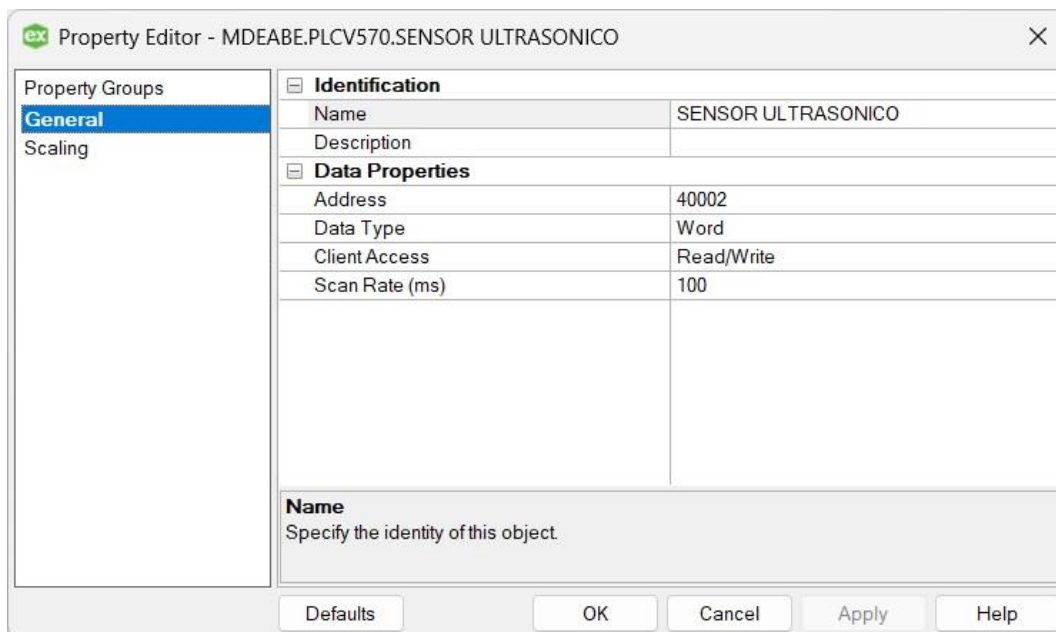 ex Property Editor - MDEABE.PLCV570.SENSOR ULTRASONICO
Property Groups
General
Scaling
Identification
Name SENSOR ULTRASONICO
Description
Data Properties
Address 40002
Data Type Word
Client Access Read/Write
Scan Rate (ms) 100
Name
Specify the identity of this object.
Defaults OK Cancel Apply Help